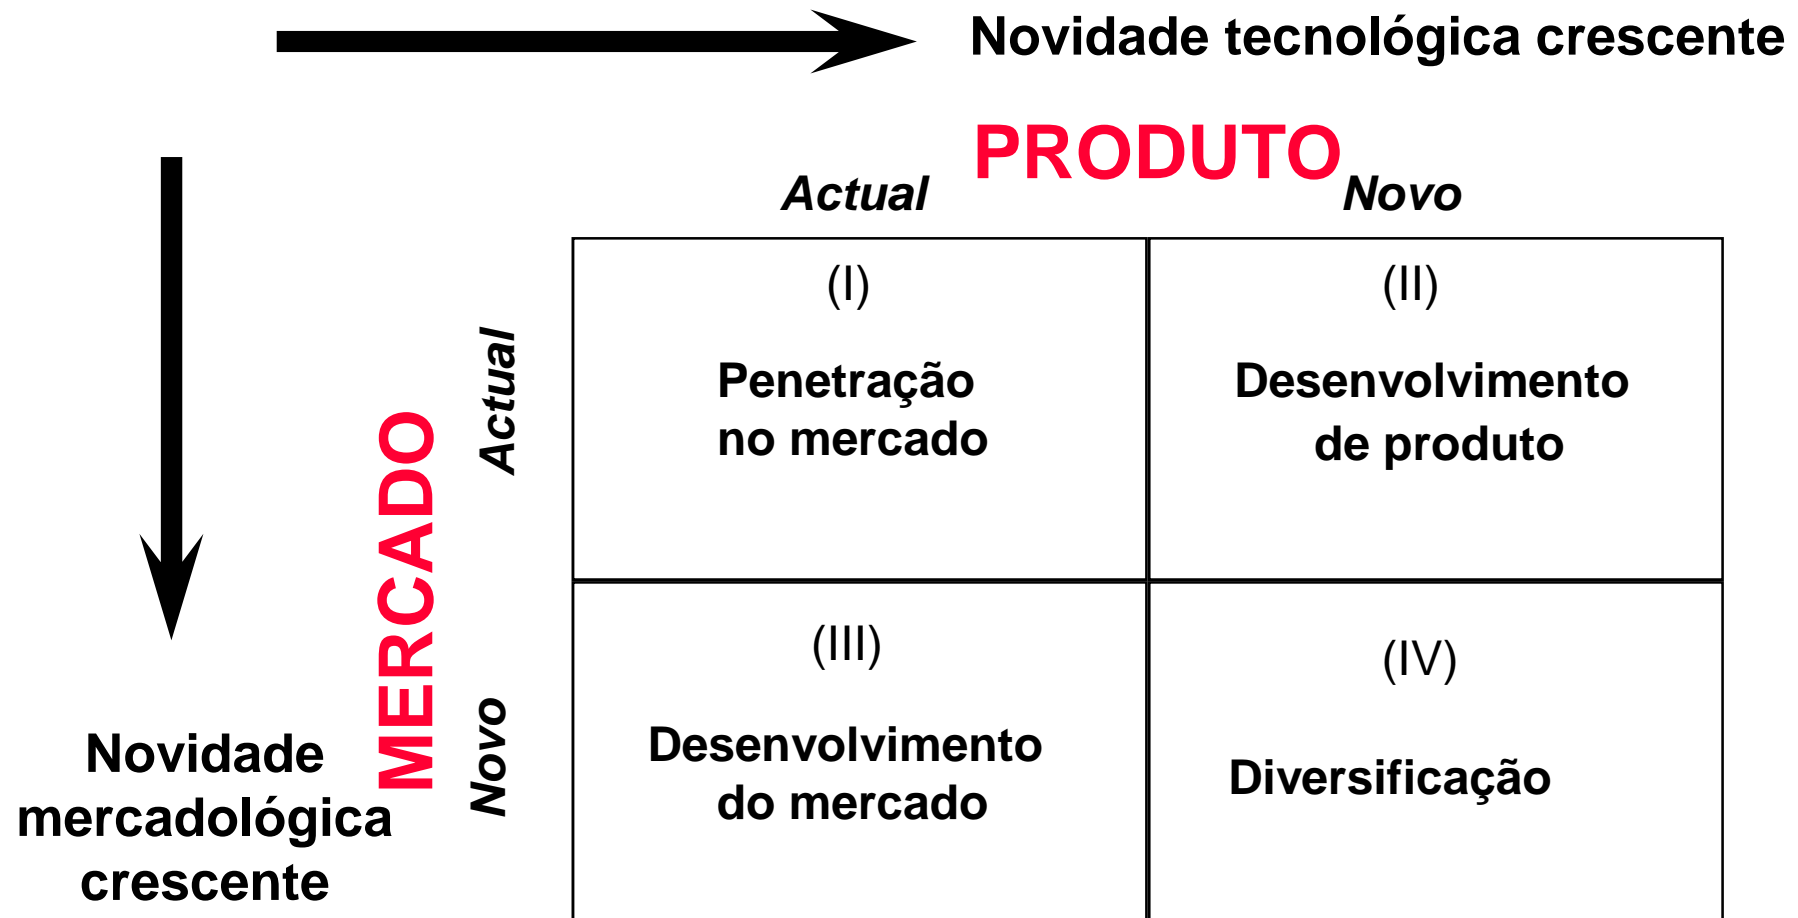 Novidade tecnológica crescente
PRODUTO
Actual
Novo
MERCADO
Actual
(I)
Penetração
no mercado
(II)
Desenvolvimento
de produto
Novo
(III)
Desenvolvimento
do mercado
(IV)
Diversificação
Novidade
mercadológica
crescente